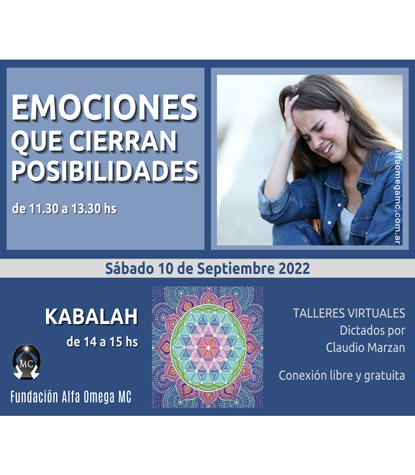 EMOCIONES
QUE CIERRAN
POSIBILIDADES
de 11.30 a 13.30 hs
alfaomegamc.com.ar
Sábado 10 de Septiembre 2022
KABALAH
de 14 a 15 hs
MC
Fundación Alfa Omega MC
TALLERES VIRTUALES
Dictados por
Claudio Marzan
Conexión libre y gratuita